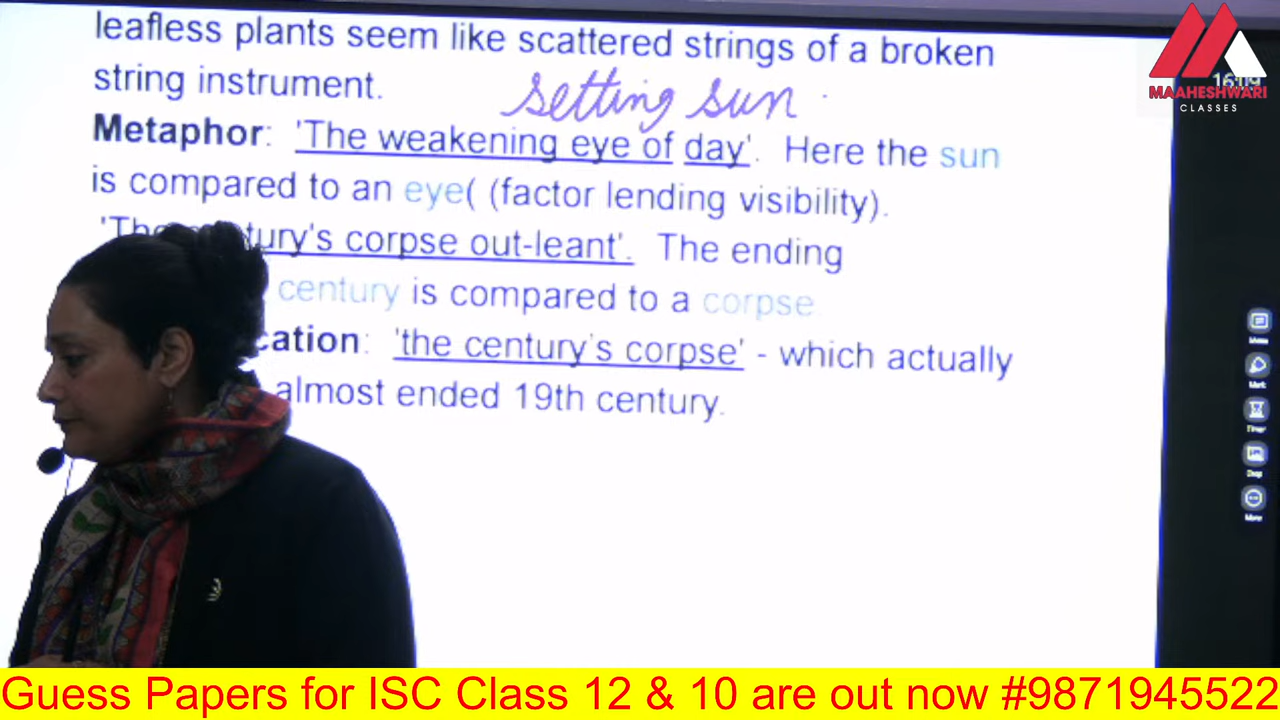 leafless plants seem like scattered strings of a broken
string instrument.
setting sun
Metaphor: 'The weakening eye of day'. Here the sun
is compared to an eye( (factor lending visibility).
'The century's corpse out-leant'. The ending
century is compared to a corpse.
cation: 'the century's corpse' - which actually
almost ended 19th century.
MAAHESHWARI
CLASSES
More
Guess Papers for ISC Class 12 & 10 are out now #9871945522